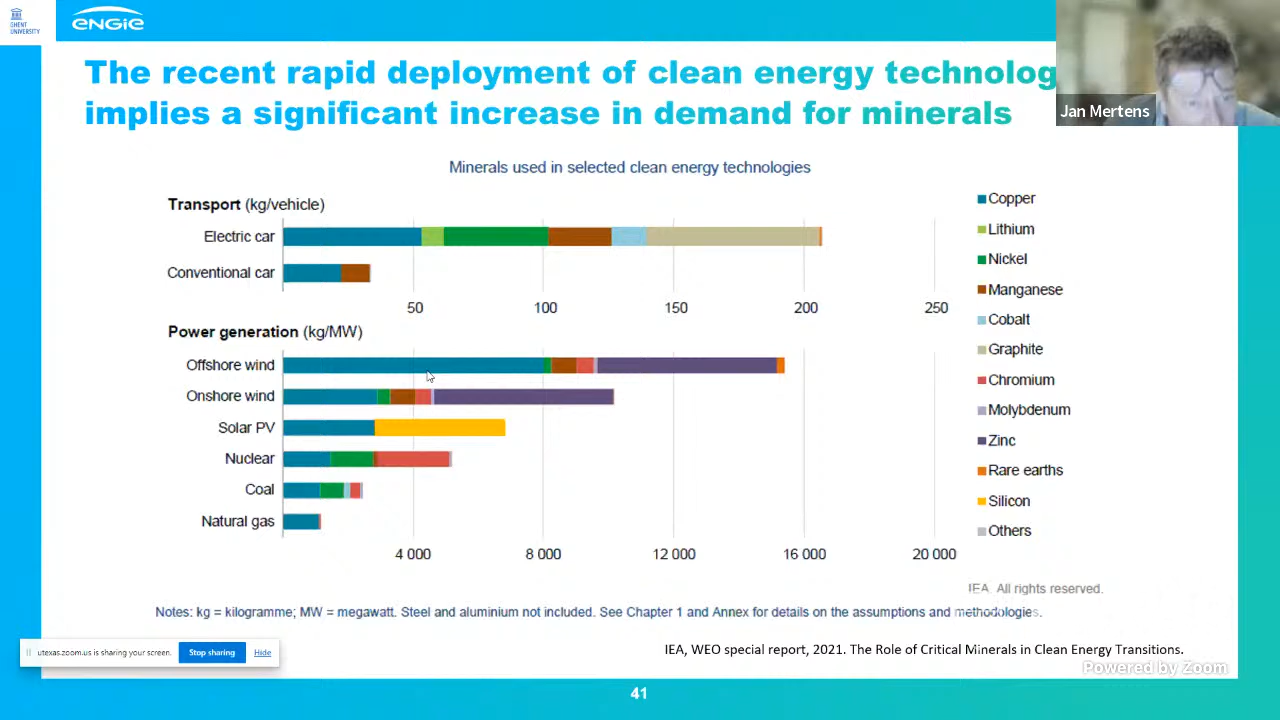 GHENT
UNIVERSITY
ENGIE
The recent rapid deployment of clean energy technolog
implies a significant increase in demand for minerals
Jan Mertens
Minerals used in selected clean energy technologies
Transport (kg/vehicle)
Electric car
Conventional car
50 100 150 200 250
Power generation (kg/MW)
Offshore wind
Onshore wind
Solar PV
Nuclear
Coal
Natural gas
4 000 8 000 12 000 16 000 20 000
Copper
Lithium
Nickel
Manganese
Cobalt
Graphite
Chromium
Molybdenum
Zinc
Rare earths
Silicon
Others
IEA. All rights reserved.
Notes: kg = kilogramme; MW = megawatt. Steel and aluminium not included. See Chapter 1 and Annex for details on the assumptions and methodologies.
utexas.zoom.us is sharing your screen. Stop sharing Hide
IEA, WEO special report, 2021. The Role of Critical Minerals in Clean Energy Transitions.
Powered by Zoom
41